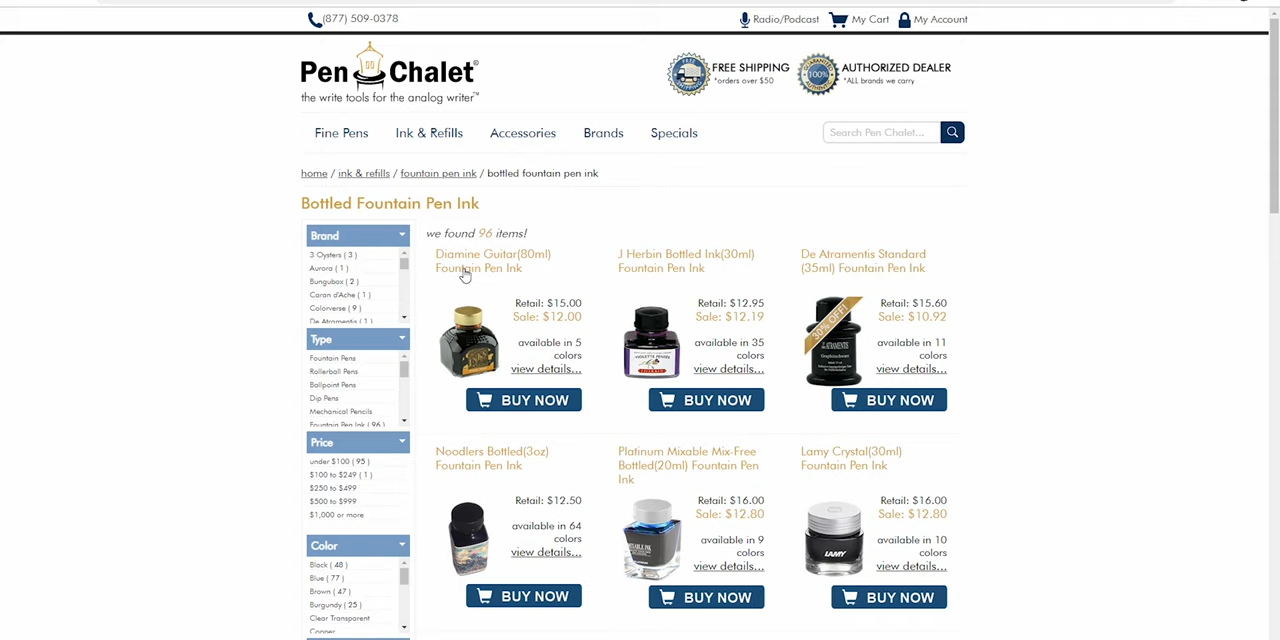 (877) 509-0378
Radio/Podcast My Cart My Account
Pen Chalet
the write tools for the analog writer™
FREE SHIPPING
*orders over $50
100%
AUTHORIZED DEALER
*ALL brands we carry
Fine Pens Ink & Refills Accessories Brands Specials
Search Pen Chalet...
home / ink & refills / fountain pen ink / bottled fountain pen ink
Bottled Fountain Pen Ink
Brand
3 Oysters ( 3 )
Aurora ( 1 )
Bungubox ( 2 )
Caran d'Ache ( 1 )
Colorverse ( 9 )
De Atramentis ( 1 )
Type
Fountain Pens
Rollerball Pens
Ballpoint Pens
Dip Pens
Mechanical Pencils
Fountain Pen Ink ( 96 )
Price
under $100 ( 95 )
$100 to $249 ( 1 )
$250 to $499
$500 to $999
$1,000 or more
Color
Black ( 48 )
Blue ( 77 )
Brown ( 47 )
Burgundy ( 25 )
Clear Transparent
Copper
we found 96 items!
Diamine Guitar(80ml)
Fountain Pen Ink
Retail: $15.00
Sale: $12.00
available in 5
colors
view details...
BUY NOW
J Herbin Bottled Ink(30ml)
Fountain Pen Ink
Retail: $12.95
Sale: $12.19
available in 35
colors
view details...
BUY NOW
De Atramentis Standard
(35ml) Fountain Pen Ink
30% OFF!
Retail: $15.60
Sale: $10.92
available in 11
colors
view details...
BUY NOW
Noodlers Bottled(3oz)
Fountain Pen Ink
Retail: $12.50
available in 64
colors
view details...
BUY NOW
Platinum Mixable Mix-Free
Bottled(20ml) Fountain Pen
Ink
Retail: $16.00
Sale: $12.80
available in 9
colors
view details...
BUY NOW
Lamy Crystal(30ml)
Fountain Pen Ink
LAMY
Retail: $16.00
Sale: $12.80
available in 10
colors
view details...
BUY NOW